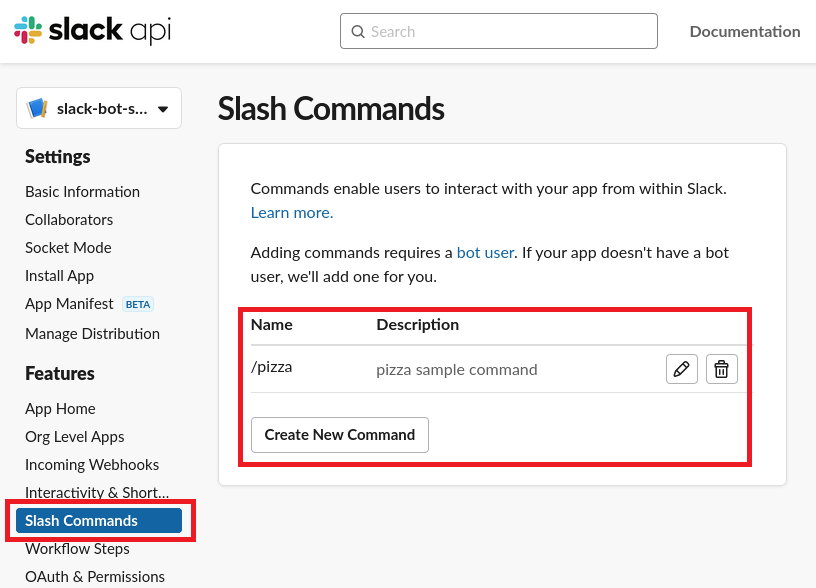 slack api
Search
Documentation
slack-bot-s...
Settings
Basic Information
Collaborators
Socket Mode
Install App
App Manifest BETA
Manage Distribution
Features
App Home
Org Level Apps
Incoming Webhooks
Interactivity & Short...
Slash Commands
Workflow Steps
OAuth & Permissions
Slash Commands
Commands enable users to interact with your app from within Slack.
Learn more.
Adding commands requires a bot user. If your app doesn't have a bot
user, we'll add one for you.
Name Description
/pizza pizza sample command
Create New Command